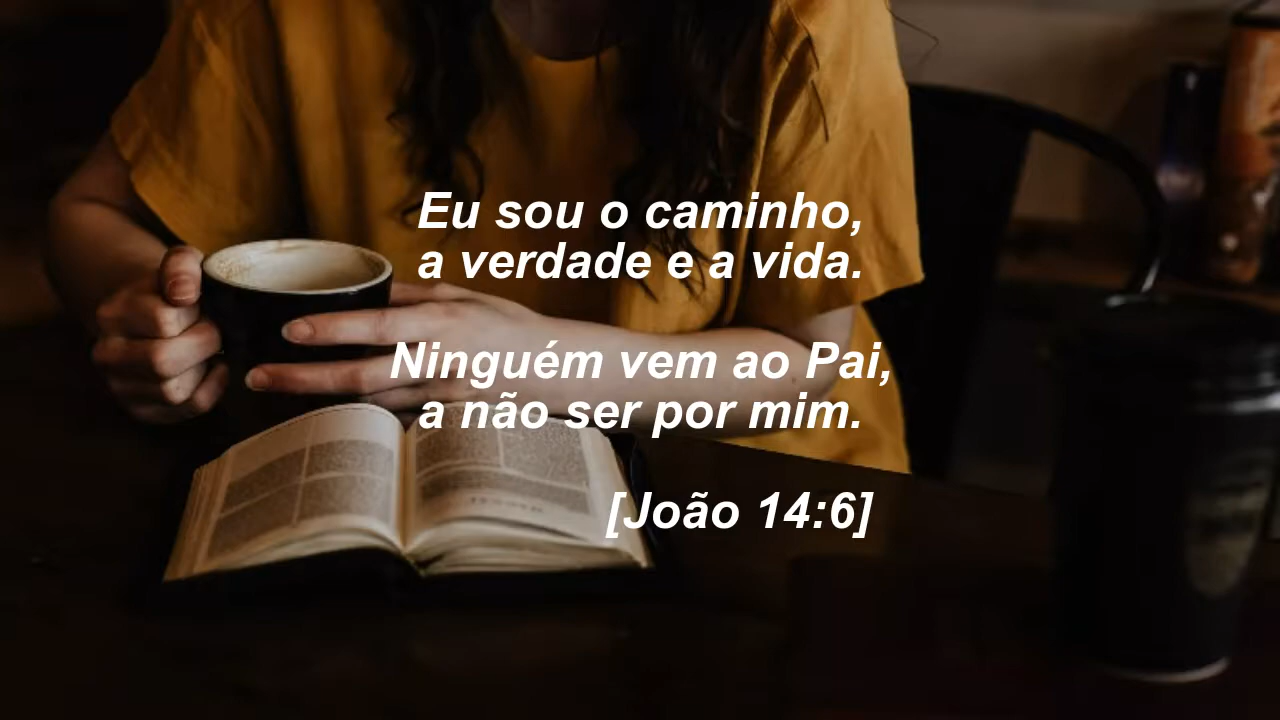 Eu sou o caminho,
a verdade e a vida.
Ninguém vem ao Pai,
a não ser por mim.
[João 14:6]